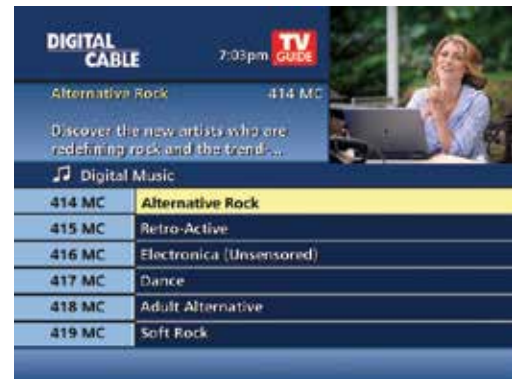 DIGITAL
CABLE
7:03pm
TV
GUIDE
Alternative Rock 414 MC
Discover the new artists who are
redefining rock and the trend-...
Digital Music
414 MC Alternative Rock
415 MC Retro-Active
416 MC Electronica (Unsensored)
417 MC Dance
418 MC Adult Alternative
419 MC Soft Rock